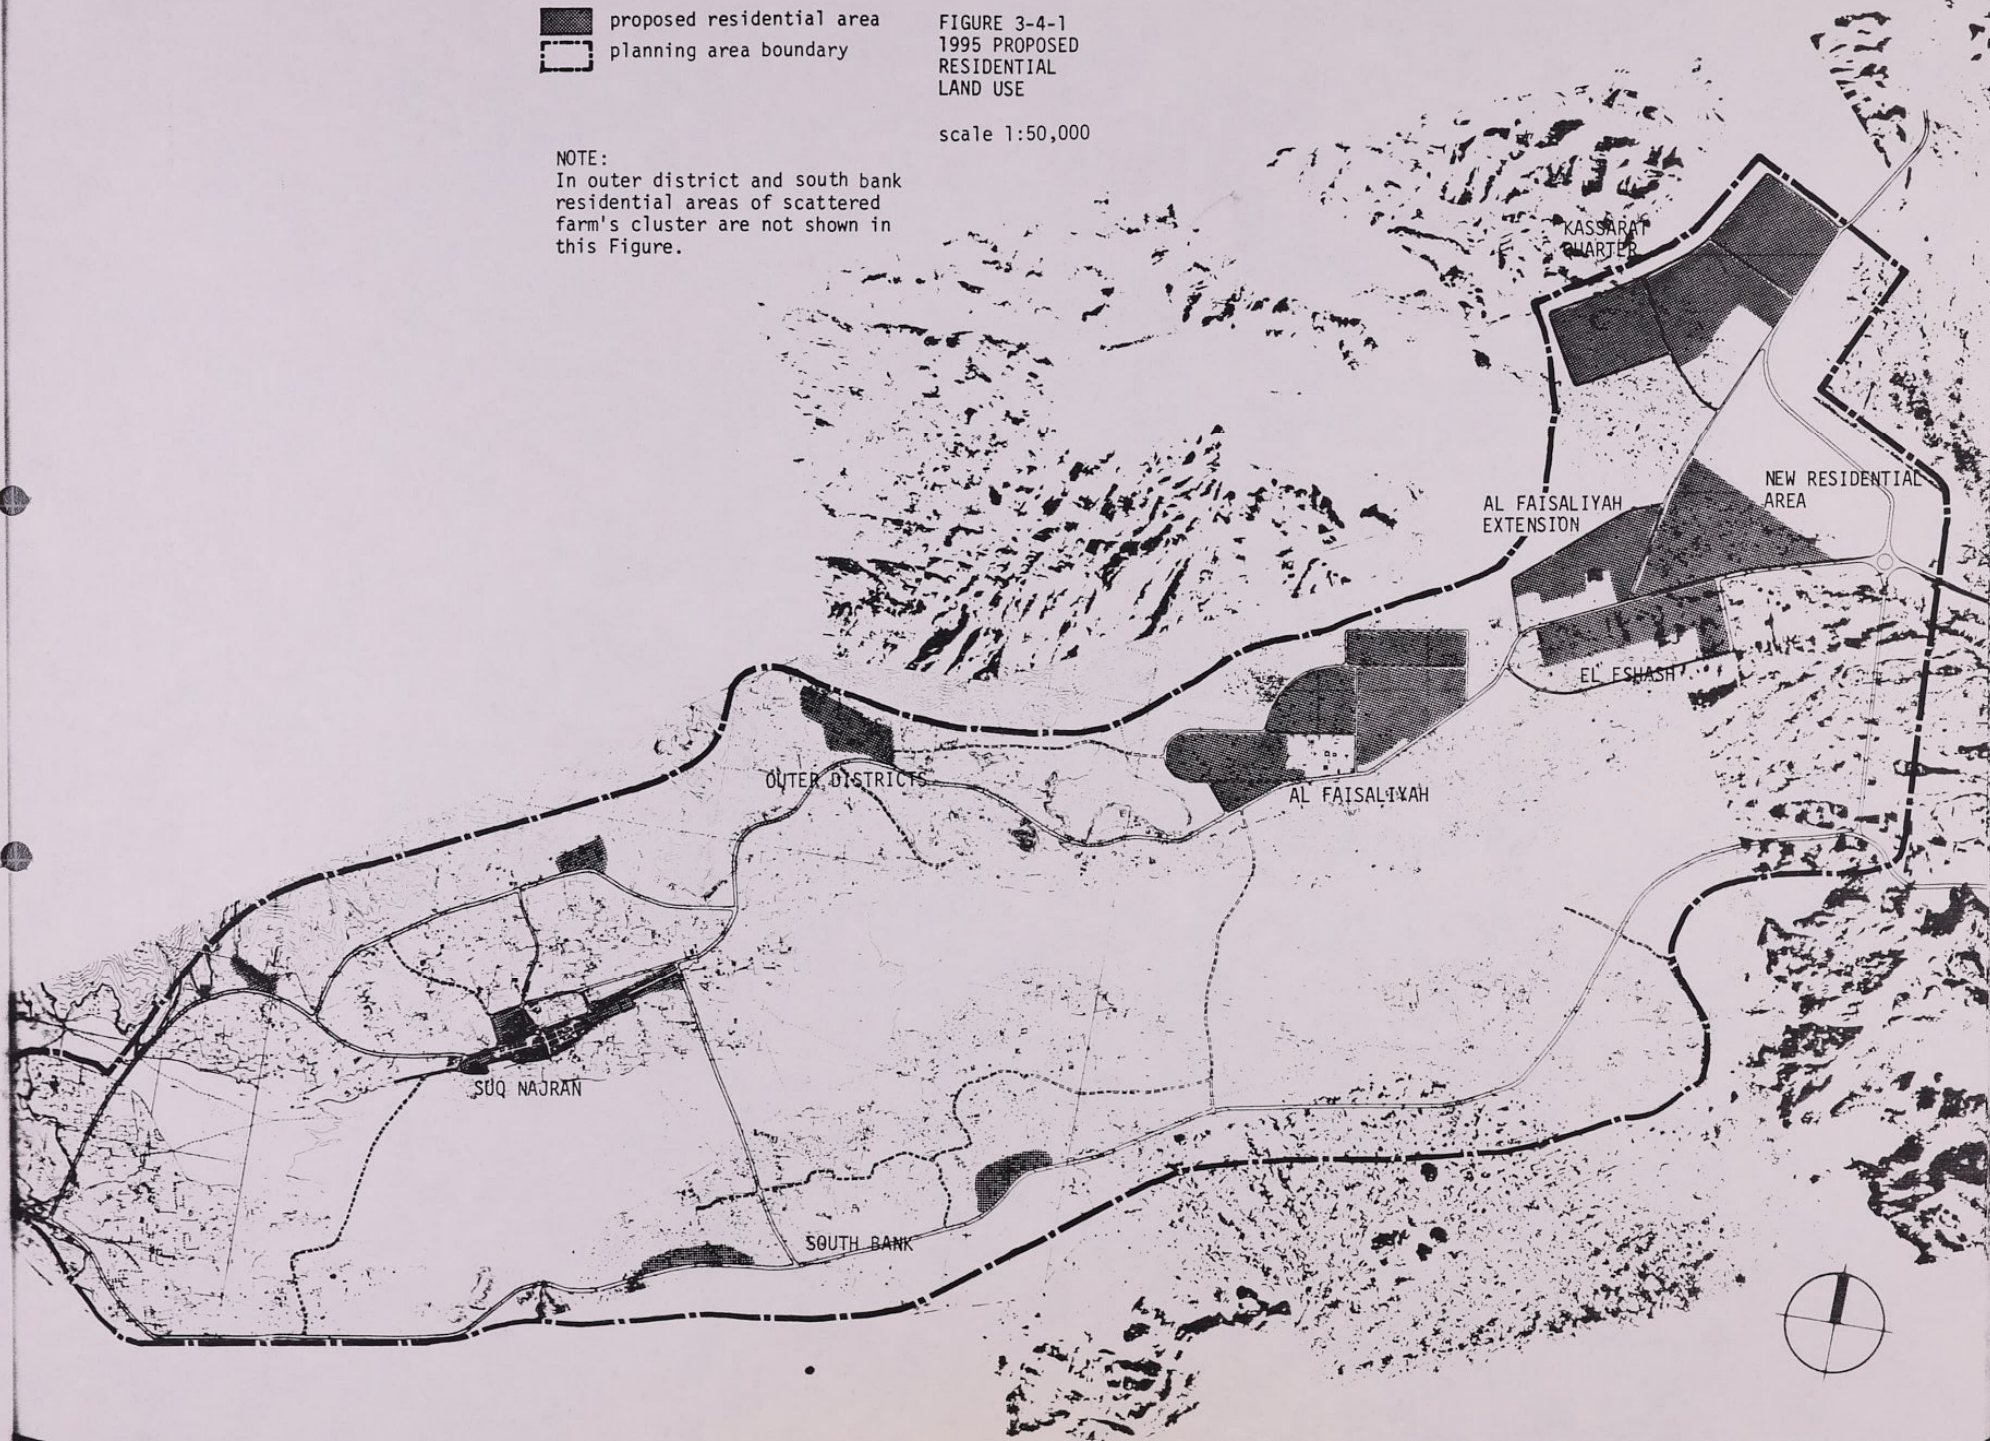 proposed residential area
planning area boundary
FIGURE 3-4-1
1995 PROPOSED
RESIDENTIAL
LAND USE
scale 1:50,000
NOTE:
In outer district and south bank
residential areas of scattered
farm's cluster are not shown in
this Figure.
KASSARAT
QUARTER
NEW RESIDENTIAL
AREA
AL FAISALIYAH
EXTENSION
EL ESHASH
OUTER DISTRICTS
AL FAISALIYAH
SUQ NAJRAN
SOUTH BANK